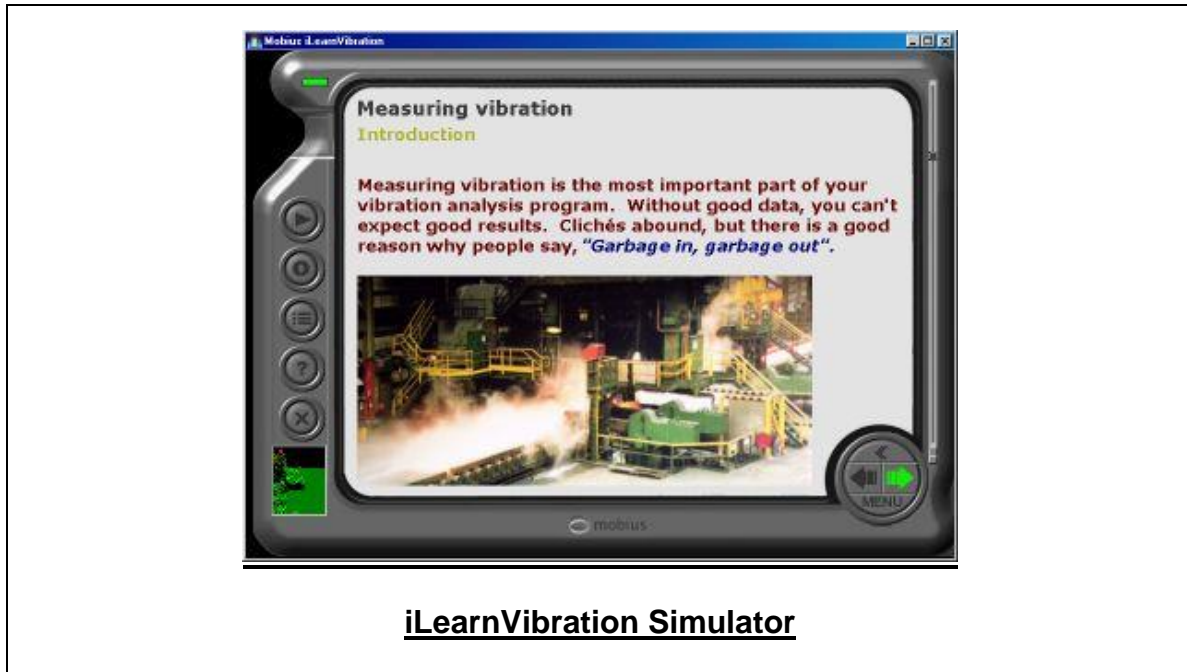 Mobius iLearnVibration
Measuring vibration
Introduction
Measuring vibration is the most important part of your
vibration analysis program.  Without good data, you can't
expect good results.  Clichés abound, but there is a good
reason why people say, "Garbage in, garbage out".
MENU
mobius
iLearnVibration Simulator